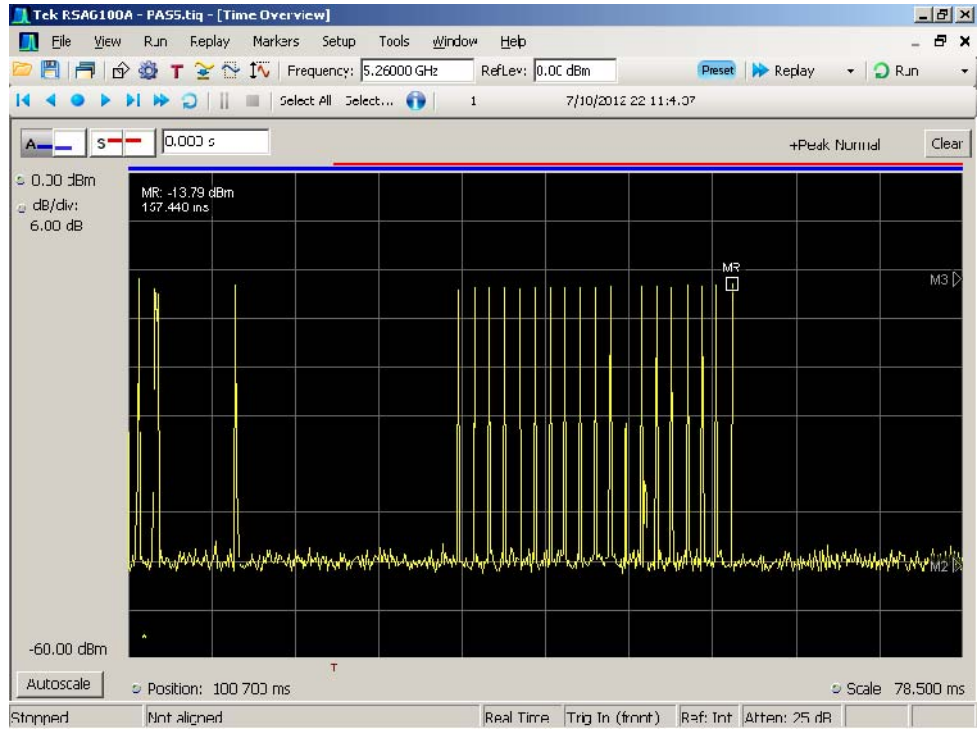 Tek RSA6100A - PASS.tiq - [Time Overview]
File View Run Replay Markers Setup Tools Window Help
Frequency: 5.26000 GHz RefLev: 0.00 dBm Preset Replay Run
Select All Select... 1 7/10/2012 22 11:4.07
A S 0.000 s +Peak Normal Clear
0.00 dBm
dB/div:
6.00 dB
MR: -13.79 dBm
157.440 ms
MR
M3
M2
-60.00 dBm
T
Autoscale Position: 100 700 ms Scale 78.500 ms
Stopped Not aligned Real Time Trig In (front) Ref: Int Atten: 25 dB